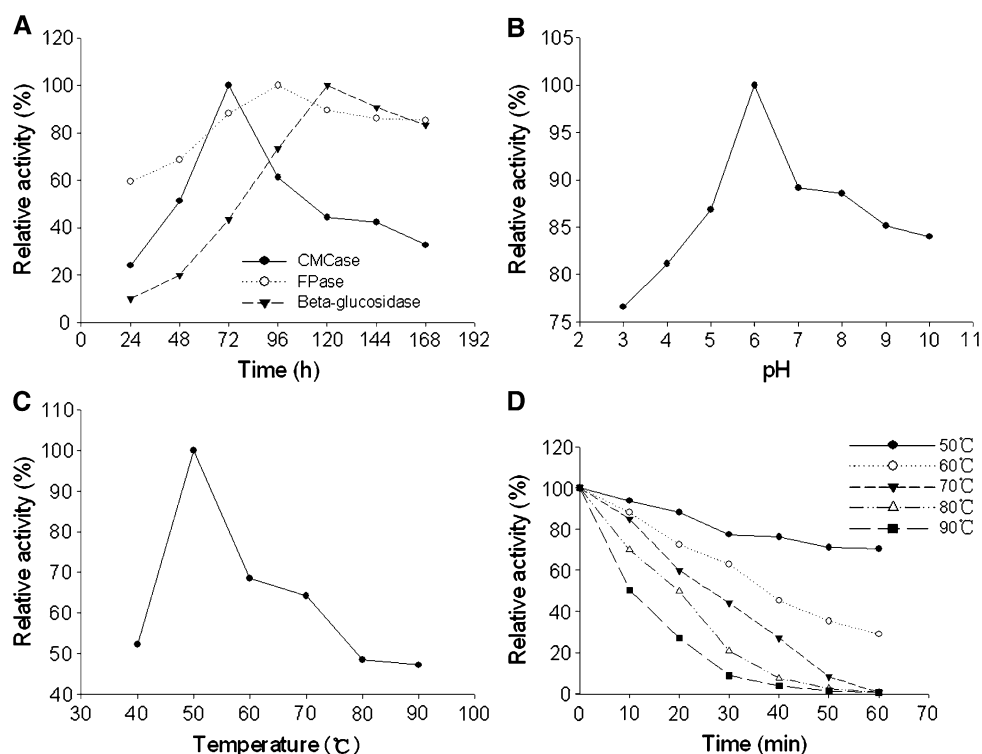 A
Relative activity (%)
120
100
80
60
40
20
0
CMCase
FPase
Beta-glucosidase
0 24 48 72 96 120 144 168 192
Time (h)
B
Relative activity (%)
105
100
95
90
85
80
75
2 3 4 5 6 7 8 9 10 11
pH
C
Relative activity (%)
110
100
90
80
70
60
50
40
30 40 50 60 70 80 90 100
Temperature (℃)
D
Relative activity (%)
120
100
80
60
40
20
0
50℃
60℃
70℃
80℃
90℃
0 10 20 30 40 50 60 70
Time (min)